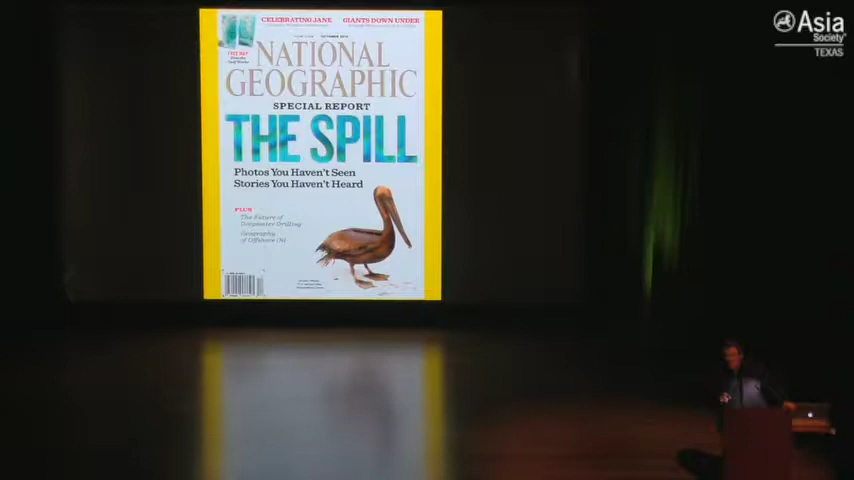 CELEBRATING JANE
GIANTS DOWN UNDER
NATIONAL
GEOGRAPHIC
SPECIAL REPORT
THE SPILL
Photos You Haven't Seen
Stories You Haven't Heard
PLUS
The Future of
Deepwater Drilling
Geography
of Offshore Oil
Asia
Society
TEXAS